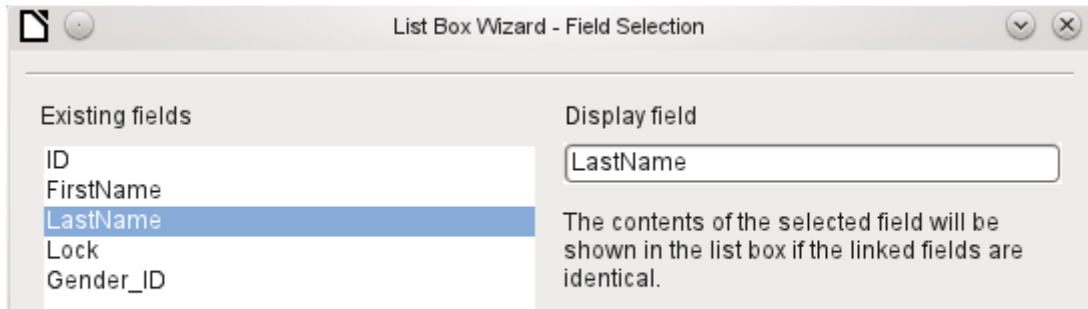 List Box Wizard - Field Selection
Existing fields
ID
FirstName
LastName
Lock
Gender_ID
Display field
LastName
The contents of the selected field will be
shown in the list box if the linked fields are
identical.